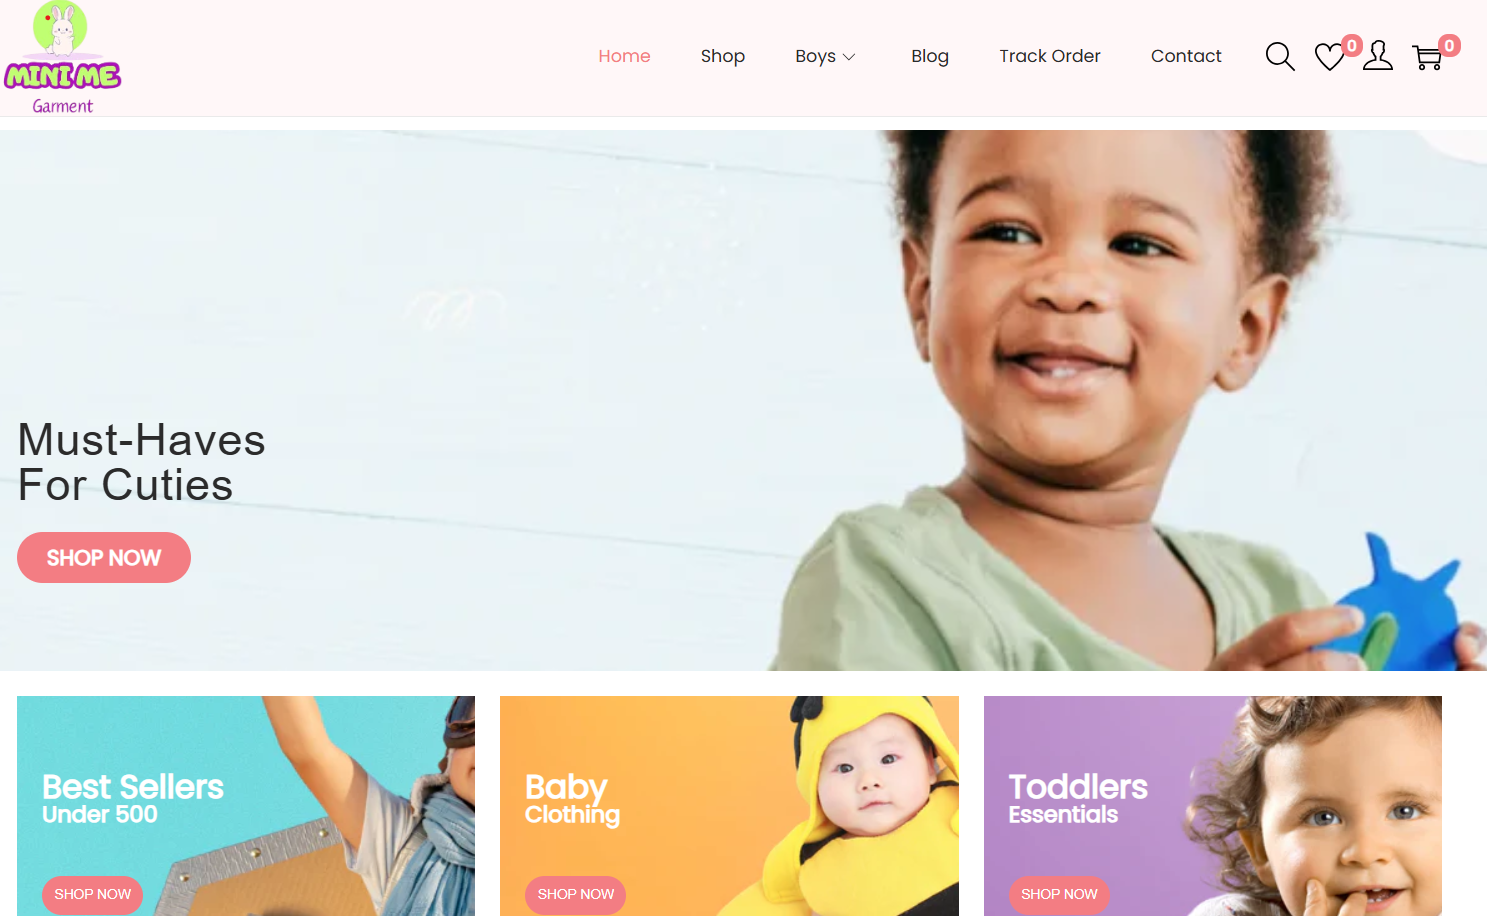 MINI ME
Garment
Home
Shop
Boys
Blog
Track Order
Contact
0
0
Must-Haves
For Cuties
SHOP NOW
Best Sellers
Under 500
SHOP NOW
Baby
Clothing
SHOP NOW
Toddlers
Essentials
SHOP NOW